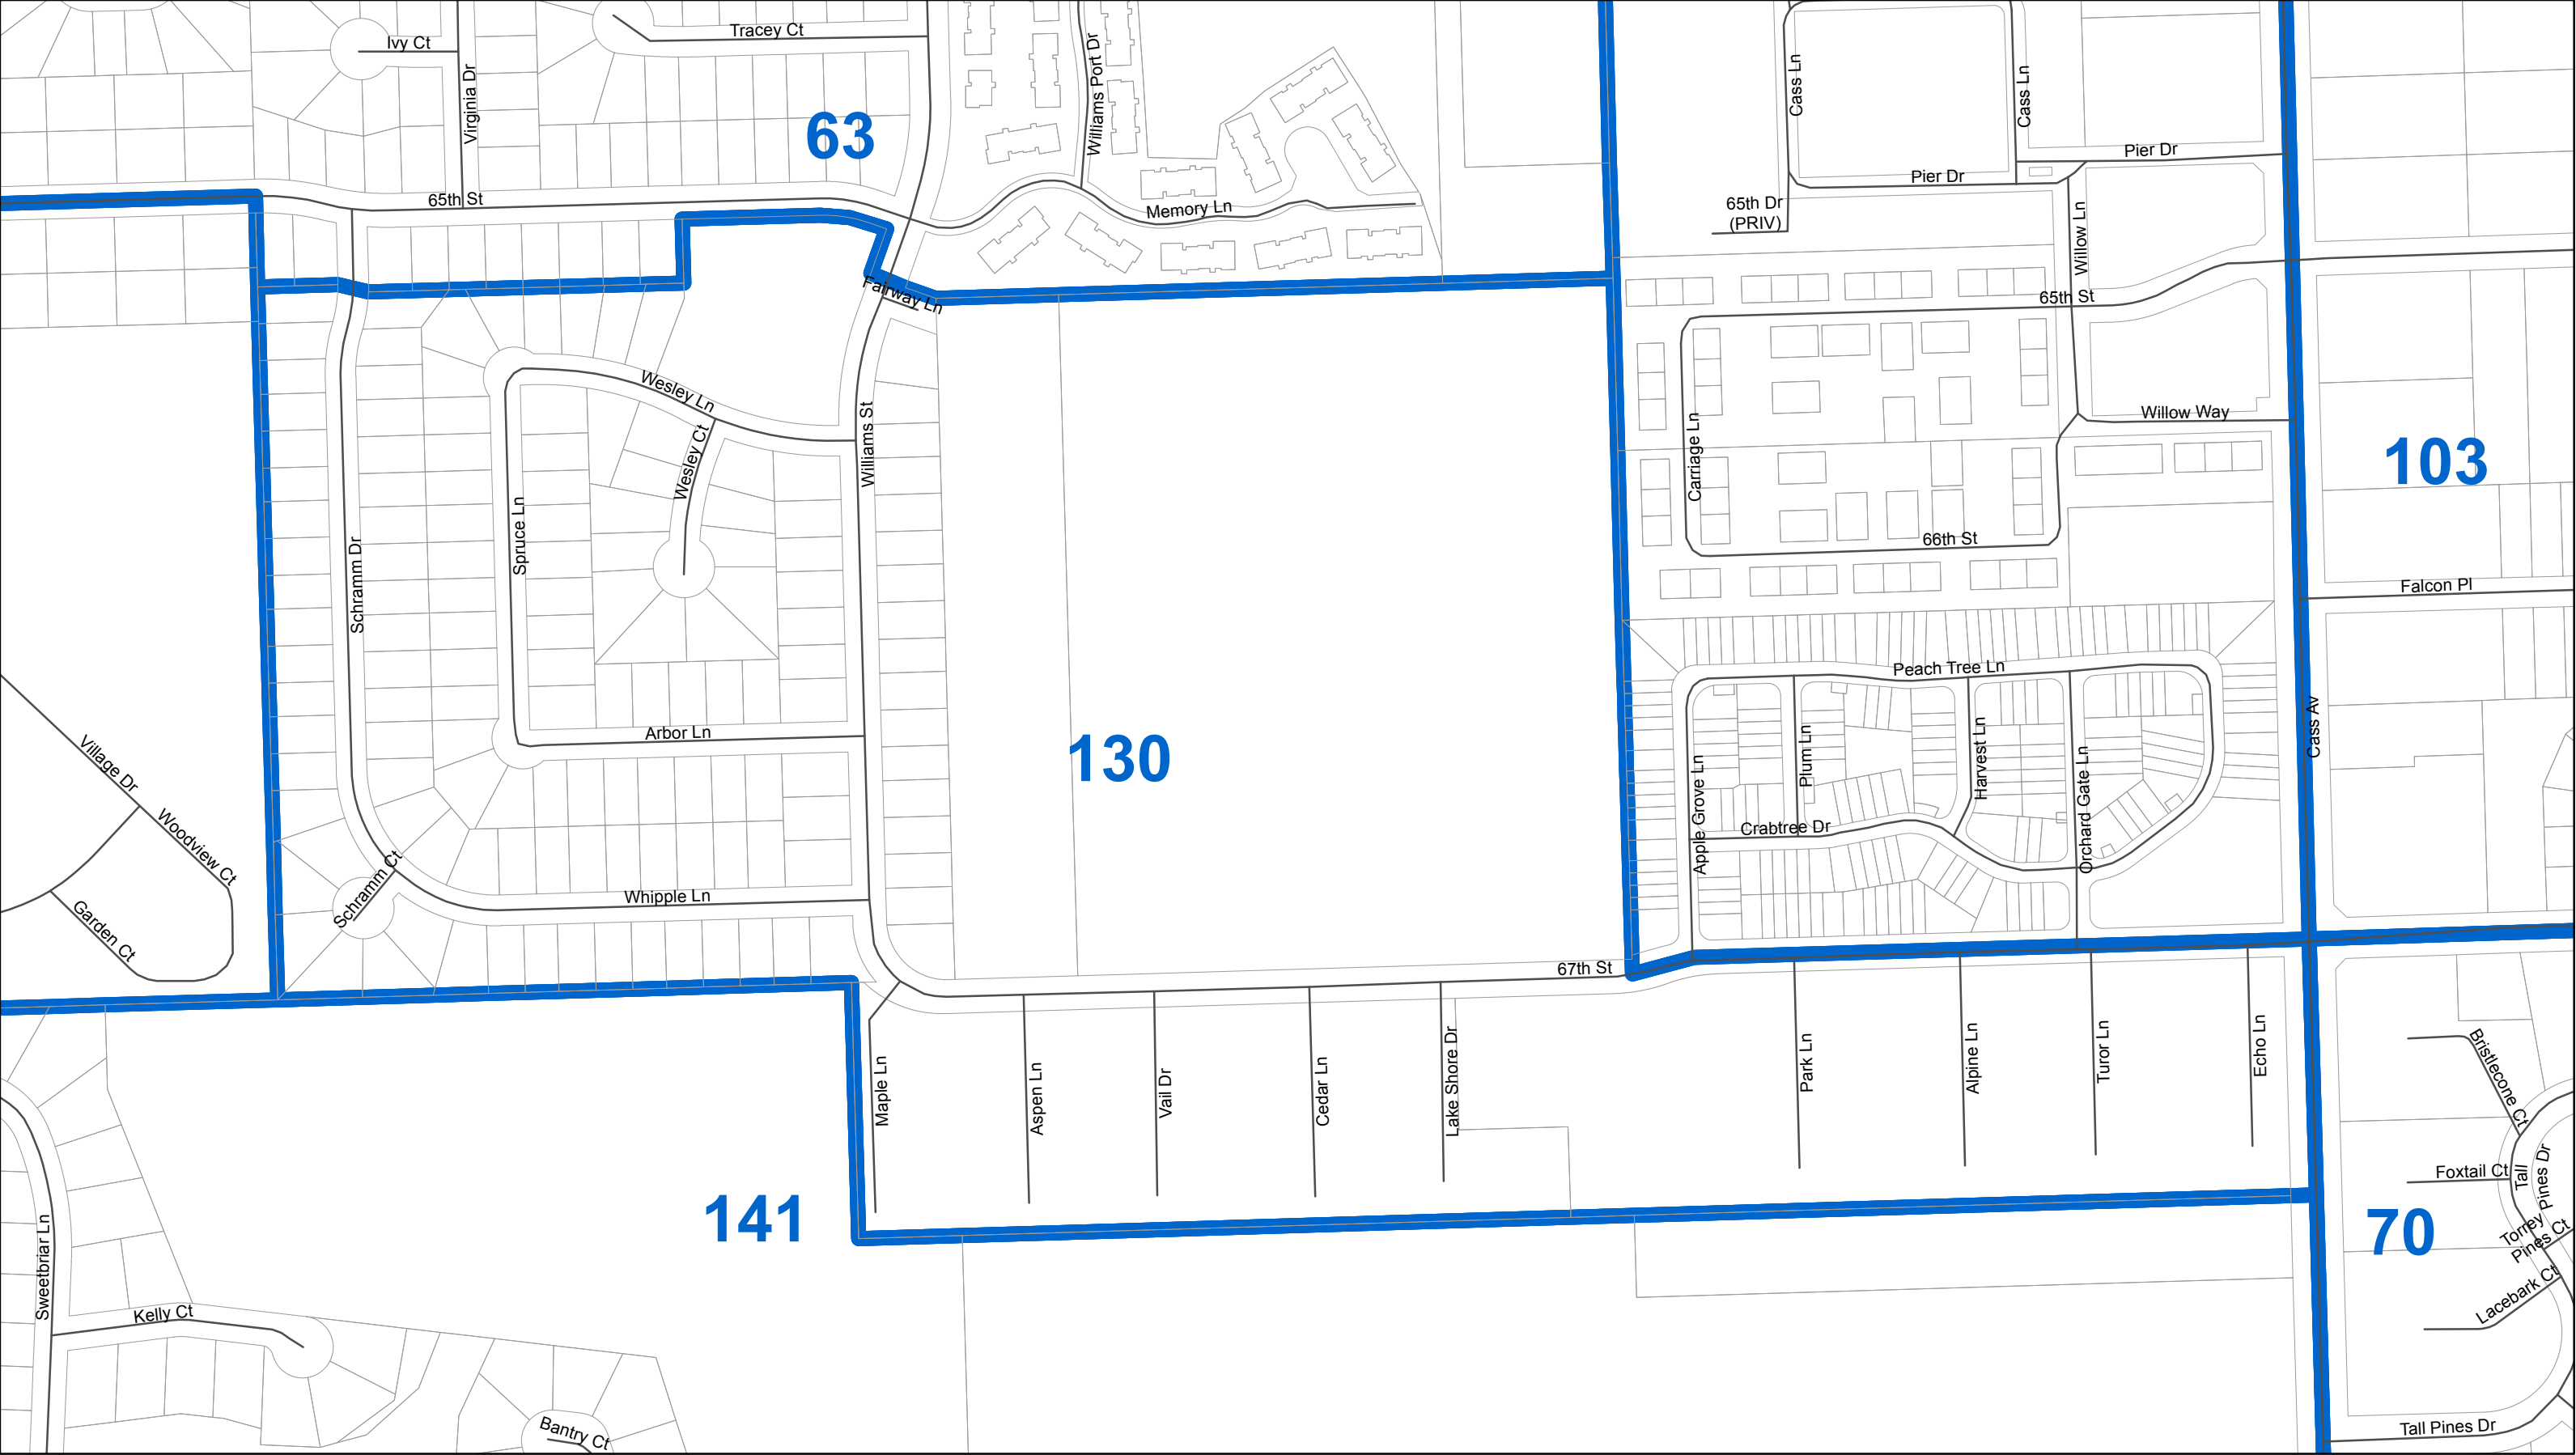 Ivy Ct
Tracey Ct
Virginia Dr
63
Williams Port Dr
Cass Ln
Cass Ln
Pier Dr
Pier Dr
65th St
Memory Ln
65th Dr
(PRIV)
Willow Ln
Fairway Ln
65th St
Wesley Ln
Wesley Ct
Williams St
Carriage Ln
Willow Way
103
Schramm Dr
Spruce Ln
66th St
Falcon Pl
Peach Tree Ln
Village Dr
Arbor Ln
130
Apple Grove Ln
Plum Ln
Harvest Ln
Orchard Gate Ln
Cass Av
Woodview Ct
Garden Ct
Schramm Ct
Whipple Ln
Crabtree Dr
67th St
Maple Ln
Aspen Ln
Vail Dr
Cedar Ln
Lake Shore Dr
Park Ln
Alpine Ln
Turor Ln
Echo Ln
Bristlecone Ct
Foxtail Ct
Tall
Pines Dr
141
70
Torrey
Pines Ct
Lacebark Ct
Sweetbriar Ln
Kelly Ct
Bantry Ct
Tall Pines Dr